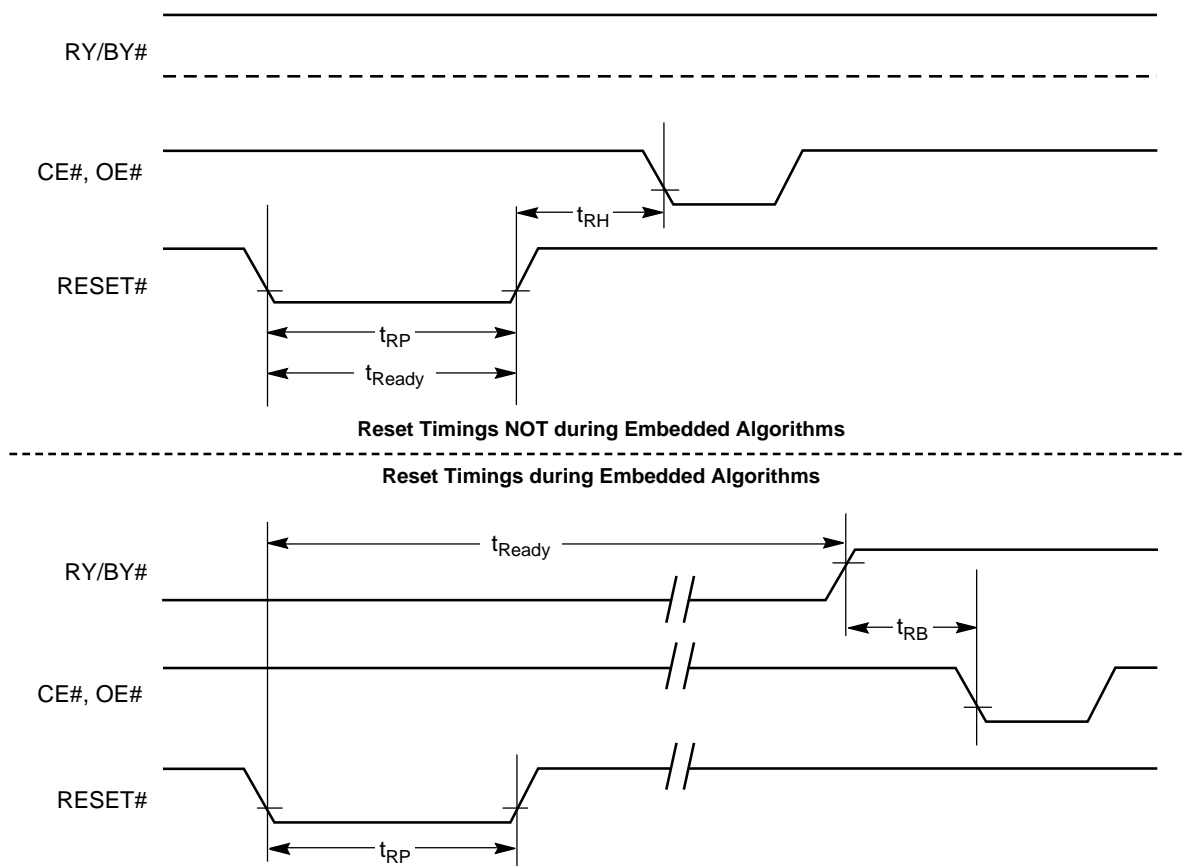 RY/BY#
CE#, OE#
tRH
RESET#
tRP
tReady
Reset Timings NOT during Embedded Algorithms
Reset Timings during Embedded Algorithms
tReady
RY/BY#
tRB
CE#, OE#
RESET#
tRP